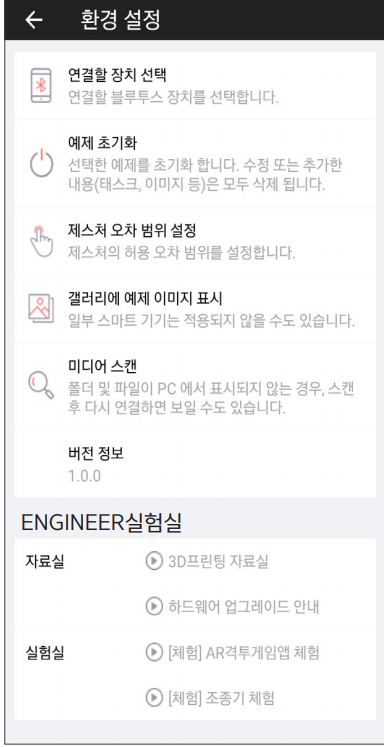 환경 설정
연결할 장치 선택
연결할 블루투스 장치를 선택합니다.
예제 초기화
선택한 예제를 초기화 합니다. 수정 또는 추가한
내용(태스크, 이미지 등)은 모두 삭제 됩니다.
제스처 오차 범위 설정
제스처의 허용 오차 범위를 설정합니다.
갤러리에 예제 이미지 표시
일부 스마트 기기는 적용되지 않을 수도 있습니다.
미디어 스캔
폴더 및 파일이 PC 에서 표시되지 않는 경우, 스캔
후 다시 연결하면 보일 수도 있습니다.
버전 정보
1.0.0
ENGINEER실험실
자료실 3D프린팅 자료실
하드웨어 업그레이드 안내
실험실 [체험] AR격투게임앱 체험
[체험] 조종기 체험